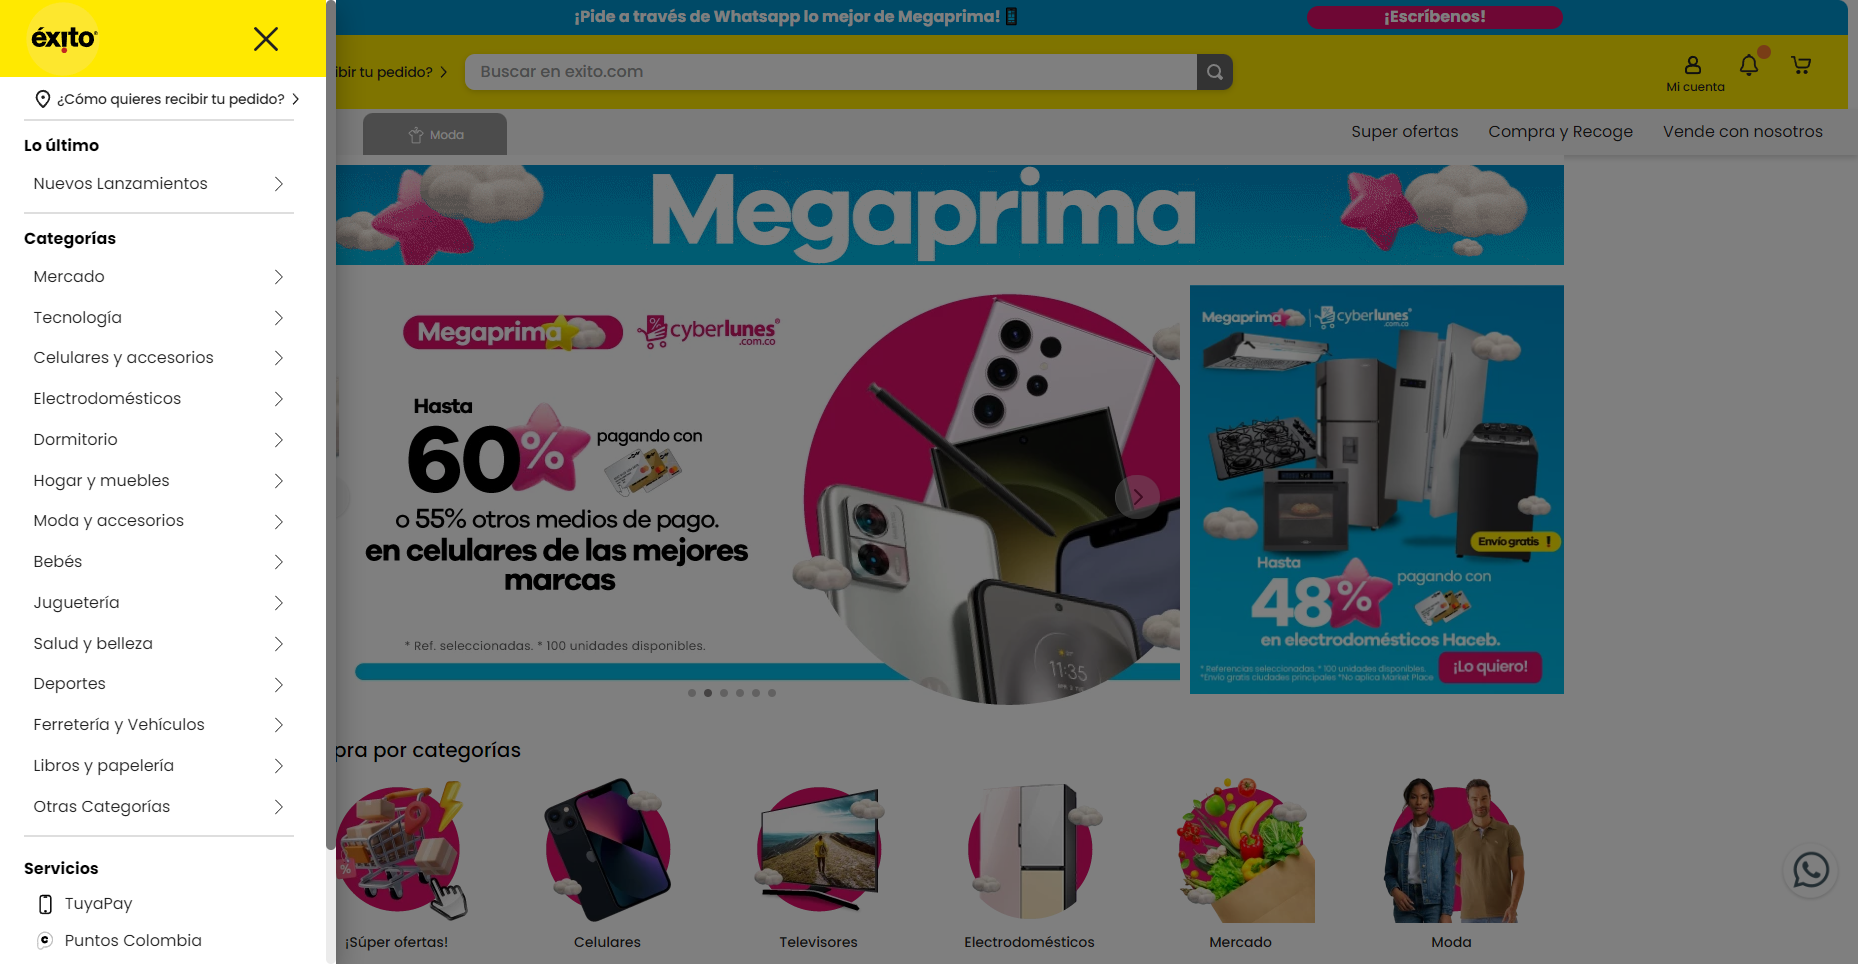 ¡Pide a través de Whatsapp lo mejor de Megaprima!
¡Escríbenos!
éxito
ibir tu pedido?
Buscar en exito.com
Mi cuenta
¿Cómo quieres recibir tu pedido?
Moda
Super ofertas
Compra y Recoge
Vende con nosotros
Lo último
Nuevos Lanzamientos
Categorías
Mercado
Tecnología
Celulares y accesorios
Electrodomésticos
Dormitorio
Hogar y muebles
Moda y accesorios
Bebés
Juguetería
Salud y belleza
Deportes
Ferretería y Vehículos
Libros y papelería
Otras Categorías
Servicios
TuyaPay
Puntos Colombia
Megaprima
Megaprima
cyberlunes
.com.co
Hasta
60%
pagando con
o 55% otros medios de pago.
en celulares de las mejores
marcas
* Ref. seleccionadas. * 100 unidades disponibles.
11:35
Megaprima
cyberlunes
.com.co
Envío gratis !
Hasta
48%
pagando con
en electrodomésticos Haceb.
* Referencias seleccionadas. * 100 unidades disponibles.
*Envío gratis ciudades principales *No aplica Market Place
¡Lo quiero!
pra por categorías
%
¡Súper ofertas!
Celulares
Televisores
Electrodomésticos
Mercado
Moda